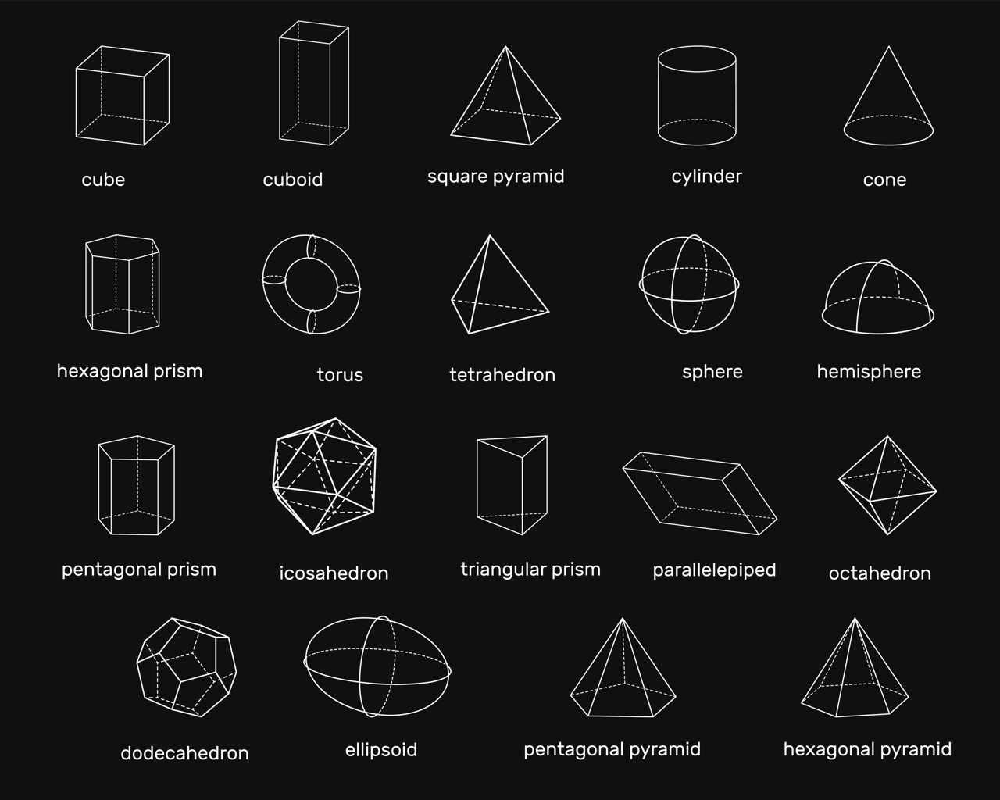 cube
cuboid
square pyramid
cylinder
cone
hexagonal prism
torus
tetrahedron
sphere
hemisphere
pentagonal prism
icosahedron
triangular prism
parallelepiped
octahedron
dodecahedron
ellipsoid
pentagonal pyramid
hexagonal pyramid